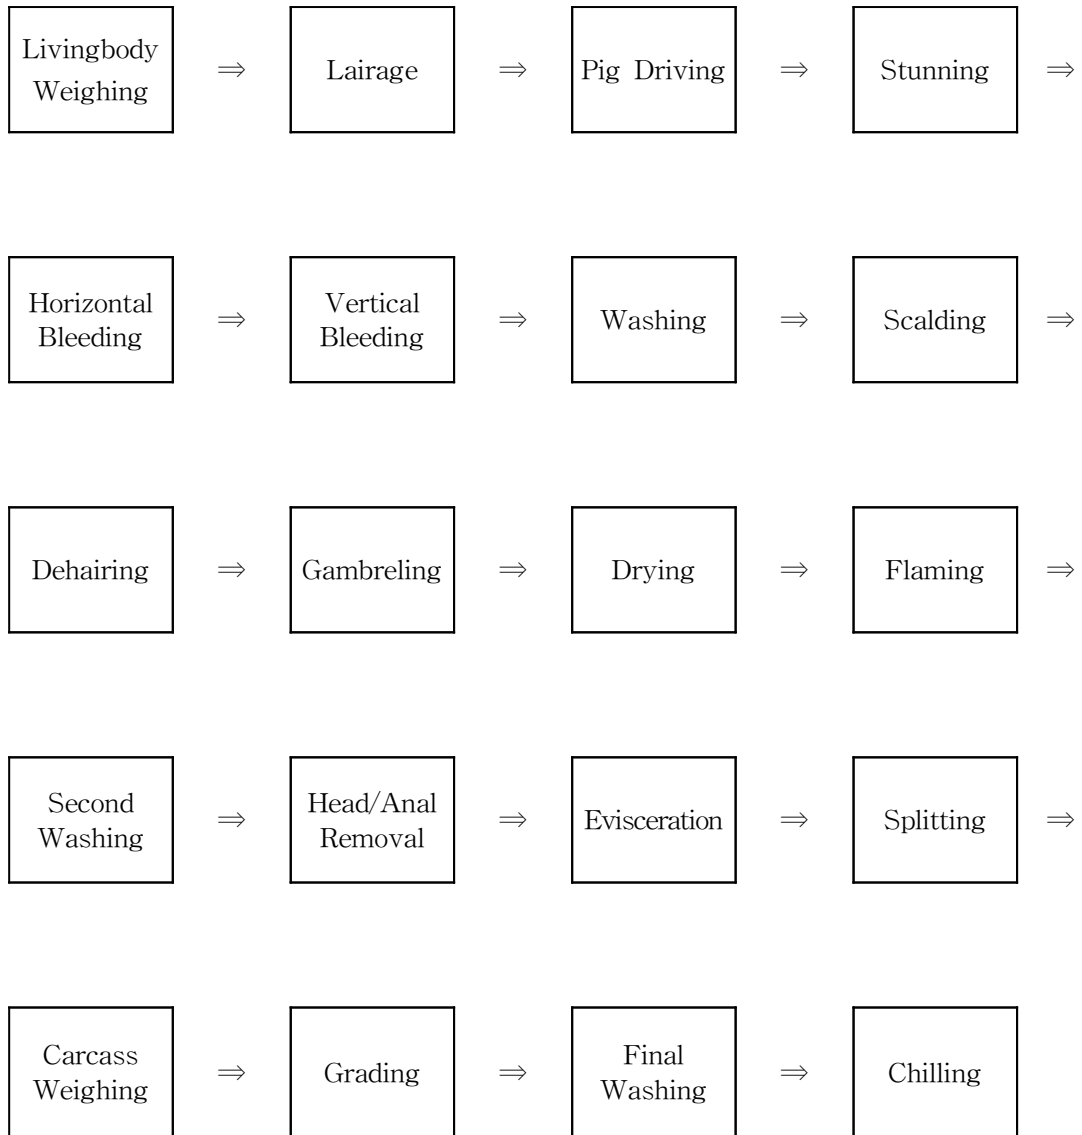 Livingbody
Weighing
⇒
Lairage
⇒
Pig Driving
⇒
Stunning
⇒
Horizontal
Bleeding
⇒
Vertical
Bleeding
⇒
Washing
⇒
Scalding
⇒
Dehairing
⇒
Gambreling
⇒
Drying
⇒
Flaming
⇒
Second
Washing
⇒
Head/Anal
Removal
⇒
Evisceration
⇒
Splitting
⇒
Carcass
Weighing
⇒
Grading
⇒
Final
Washing
⇒
Chilling